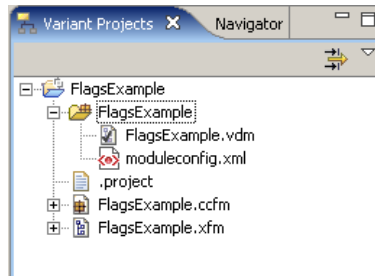 Variant Projects Navigator
FlagsExample
FlagsExample
FlagsExample.vdm
moduleconfig.xml
.project
FlagsExample.ccfm
FlagsExample.xfm